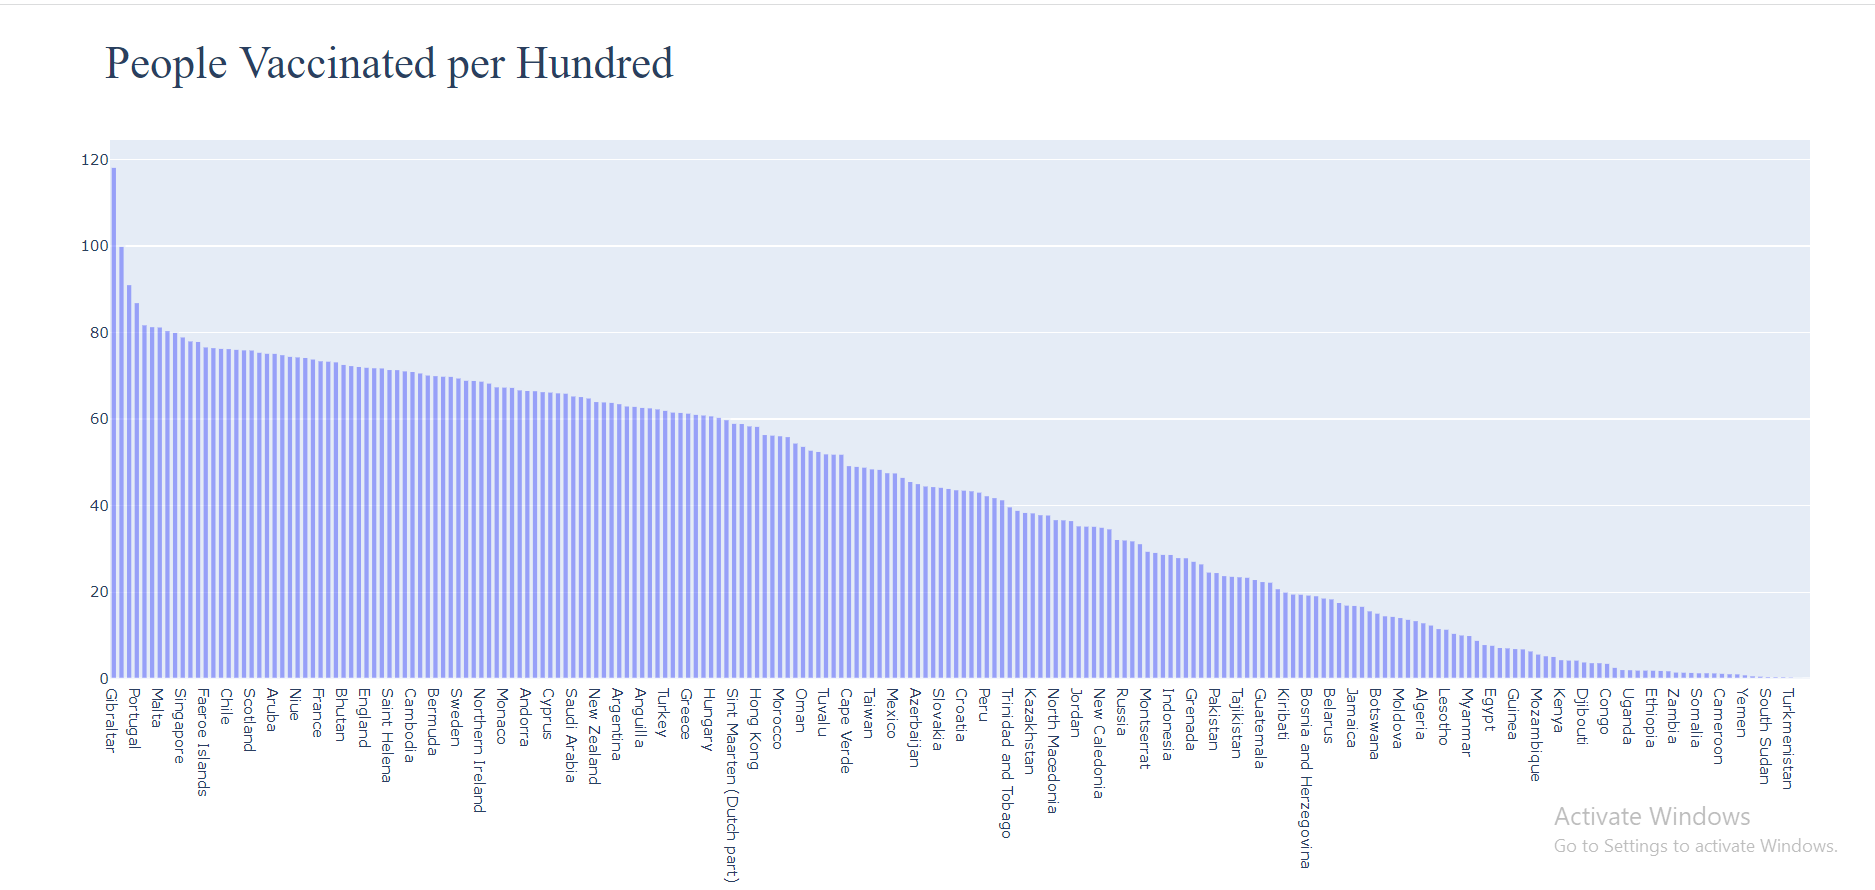 People Vaccinated per Hundred
120
100
80
60
40
20
0
Gibraltar
Portugal
Malta
Singapore
Faeroe Islands
Chile
Scotland
Aruba
Niue
France
Bhutan
England
Saint Helena
Cambodia
Bermuda
Sweden
Northern Ireland
Monaco
Andorra
Cyprus
Saudi Arabia
New Zealand
Argentina
Anguilla
Turkey
Greece
Hungary
Sint Maarten (Dutch part)
Hong Kong
Morocco
Oman
Tuvalu
Cape Verde
Taiwan
Mexico
Azerbaijan
Slovakia
Croatia
Peru
Trinidad and Tobago
Kazakhstan
North Macedonia
Jordan
New Caledonia
Russia
Montserrat
Indonesia
Grenada
Pakistan
Tajikistan
Guatemala
Kiribati
Bosnia and Herzegovina
Belarus
Jamaica
Botswana
Moldova
Algeria
Lesotho
Myanmar
Egypt
Guinea
Mozambique
Kenya
Djibouti
Congo
Uganda
Ethiopia
Zambia
Somalia
Cameroon
Yemen
South Sudan
Turkmenistan
Activate Windows
Go to Settings to activate Windows.